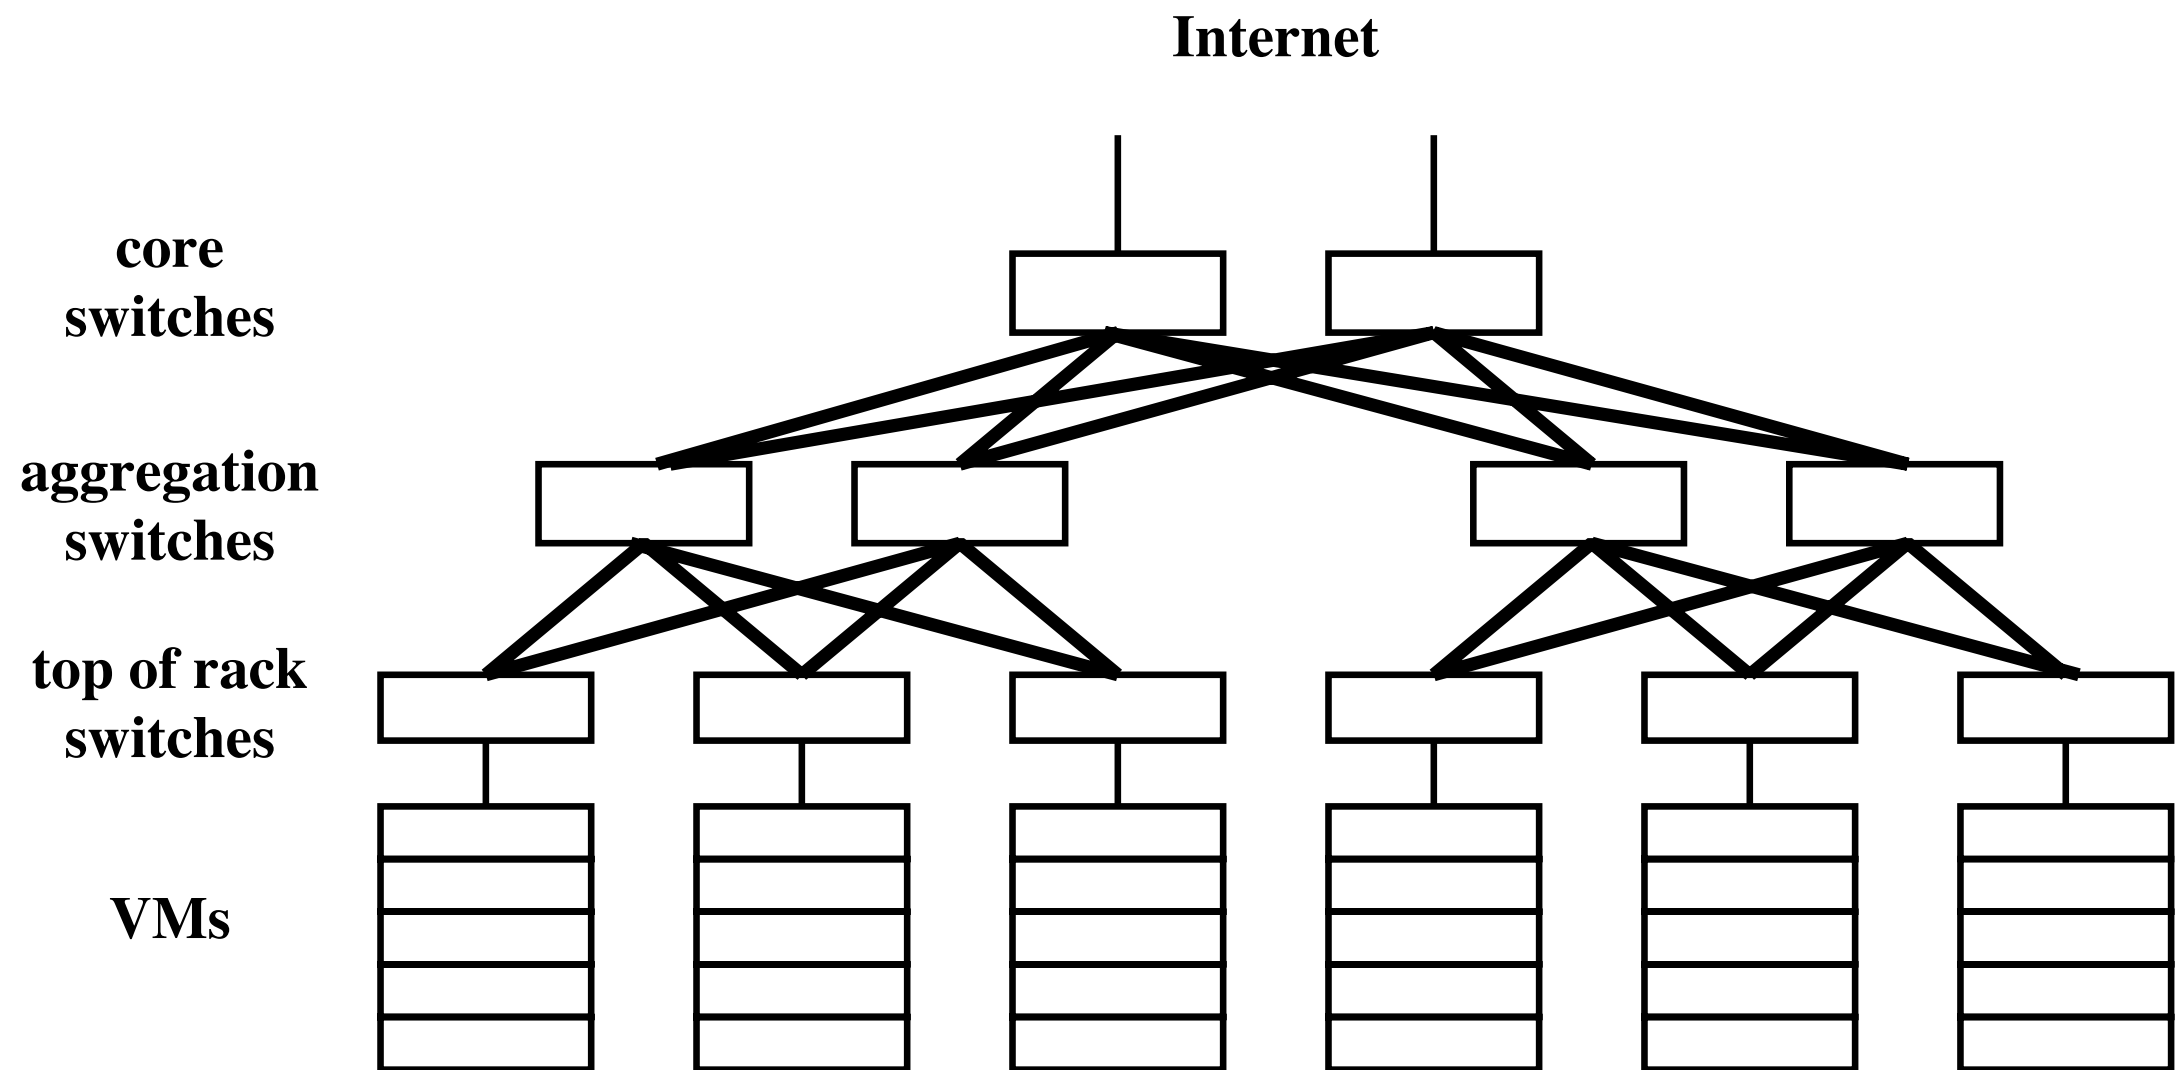 Internet
core
switches
aggregation
switches
top of rack
switches
VMs